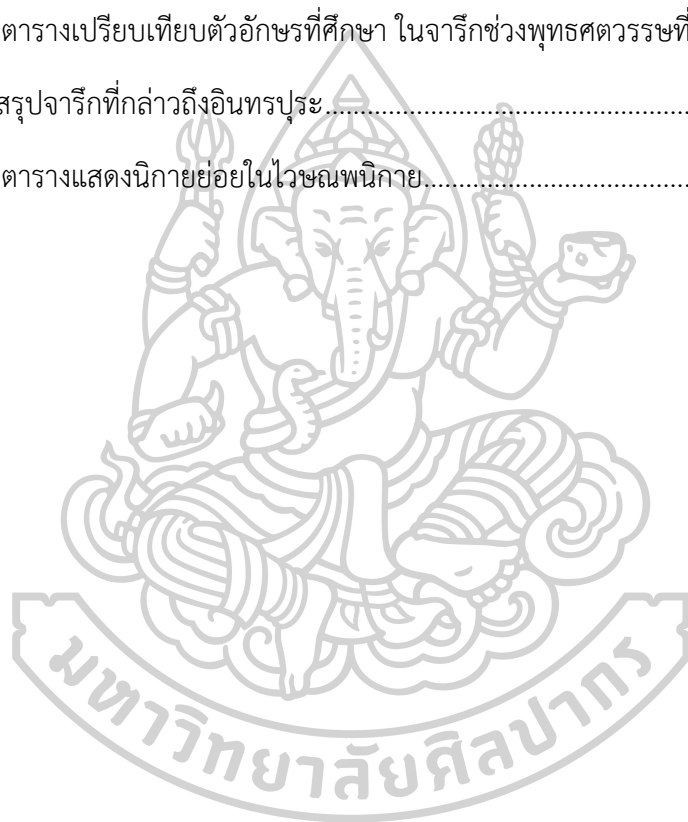 ตารางเปรียบเทียบตัวอักษรที่ศึกษา ในจารึกช่วงพุทธศตวรรษที่
สรุปจารึกที่กล่าวถึงอินทรปุระ
ตารางแสดงนิกายย่อยในไวษณพนิกาย
มหาวิทยาลัยศิลปากร